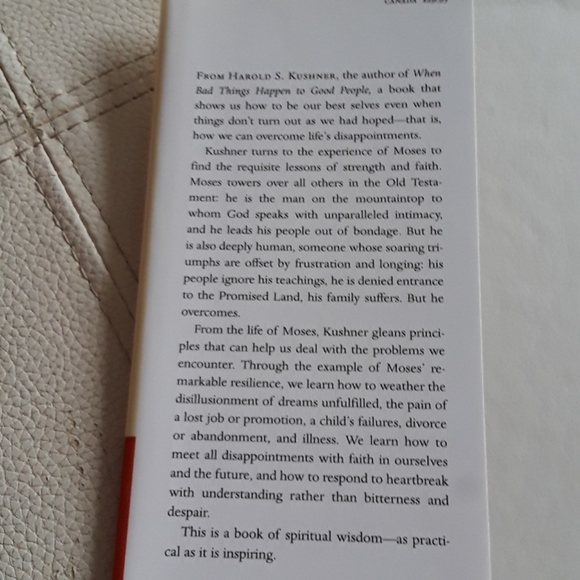 FROM HAROLD S. KUSHNER, the author of When
Bad Things Happen to Good People, a book that
shows us how to be our best selves even when
things don't turn out as we had hoped—that is,
how we can overcome life's disappointments.
Kushner turns to the experience of Moses to
find the requisite lessons of strength and faith.
Moses towers over all others in the Old Testa-
ment: he is the man on the mountaintop to
whom God speaks with unparalleled intimacy,
and he leads his people out of bondage. But he
is also deeply human, someone whose soaring tri-
umphs are offset by frustration and longing: his
people ignore his teachings, he is denied entrance
to the Promised Land, his family suffers. But he
overcomes.
From the life of Moses, Kushner gleans princi-
ples that can help us deal with the problems we
encounter. Through the example of Moses' re-
markable resilience, we learn how to weather the
disillusionment of dreams unfulfilled, the pain of
a lost job or promotion, a child's failures, divorce
or abandonment, and illness. We learn how to
meet all disappointments with faith in ourselves
and the future, and how to respond to heartbreak
with understanding rather than bitterness and
despair.
This is a book of spiritual wisdom—as practi-
cal as it is inspiring.